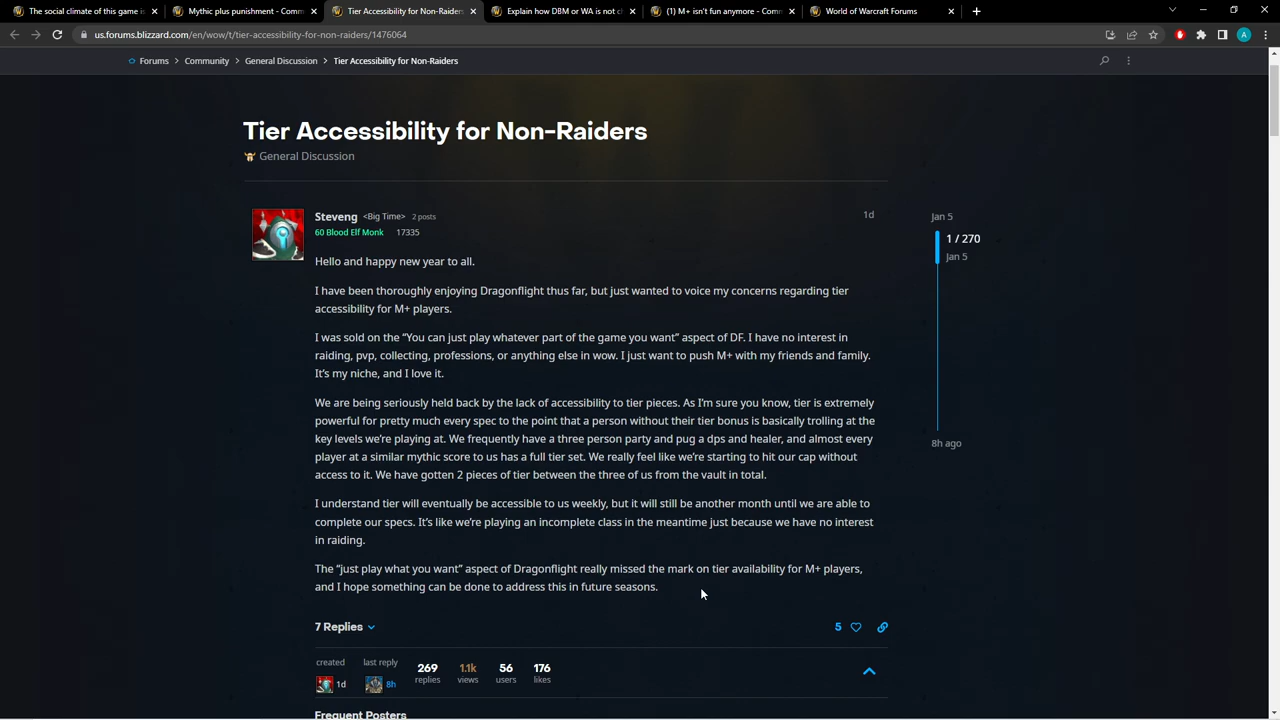 The social climate of this game is
Mythic plus punishment - Comm
Tier Accessibility for Non-Raiders
Explain how DBM or WA is not ch
(1) M+ isn't fun anymore - Comm
World of Warcraft Forums
us.forums.blizzard.com/en/wow/t/tier-accessibility-for-non-raiders/1476064
A
Forums > Community > General Discussion > Tier Accessibility for Non-Raiders
Tier Accessibility for Non-Raiders
General Discussion
Steveng <Big Time> 2 posts
1d
60 Blood Elf Monk 17335
Hello and happy new year to all.
I have been thoroughly enjoying Dragonflight thus far, but just wanted to voice my concerns regarding tier
accessibility for M+ players.
I was sold on the “You can just play whatever part of the game you want” aspect of DF. I have no interest in
raiding, pvp, collecting, professions, or anything else in wow. I just want to push M+ with my friends and family.
It’s my niche, and I love it.
We are being seriously held back by the lack of accessibility to tier pieces. As I’m sure you know, tier is extremely
powerful for pretty much every spec to the point that a person without their tier bonus is basically trolling at the
key levels we’re playing at. We frequently have a three person party and pug a dps and healer, and almost every
player at a similar mythic score to us has a full tier set. We really feel like we’re starting to hit our cap without
access to it. We have gotten 2 pieces of tier between the three of us from the vault in total.
I understand tier will eventually be accessible to us weekly, but it will still be another month until we are able to
complete our specs. It’s like we’re playing an incomplete class in the meantime just because we have no interest
in raiding.
The “just play what you want” aspect of Dragonflight really missed the mark on tier availability for M+ players,
and I hope something can be done to address this in future seasons.
7 Replies
5
created
last reply
269
1.1k
56
176
1d
8h
replies
views
users
likes
Frequent Posters
Jan 5
1 / 270
Jan 5
8h ago